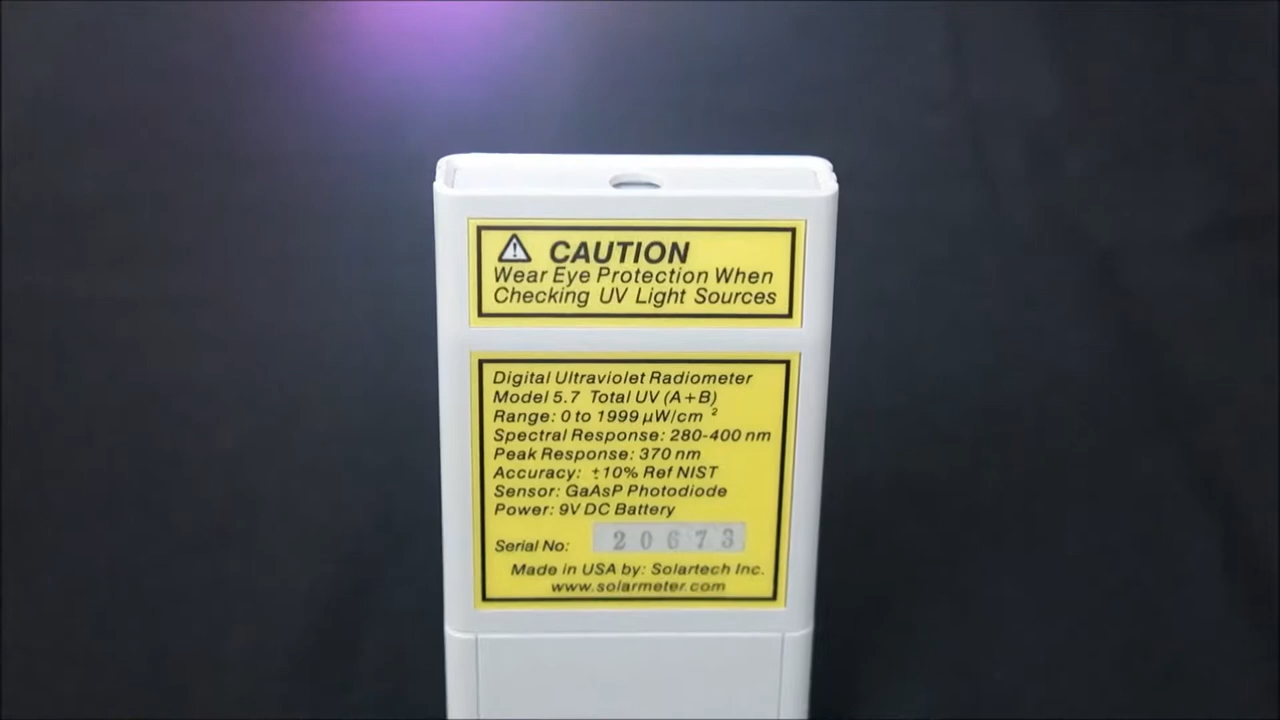 CAUTION
Wear Eye Protection When
Checking UV Light Sources
Digital Ultraviolet Radiometer
Model 5.7 Total UV (A+B)
Range: 0 to 1999 µW/cm ²
Spectral Response: 280-400 nm
Peak Response: 370 nm
Accuracy: ±10% Ref NIST
Sensor: GaAsP Photodiode
Power: 9V DC Battery
Serial No: 20673
Made in USA by: Solartech Inc.
www.solarmeter.com